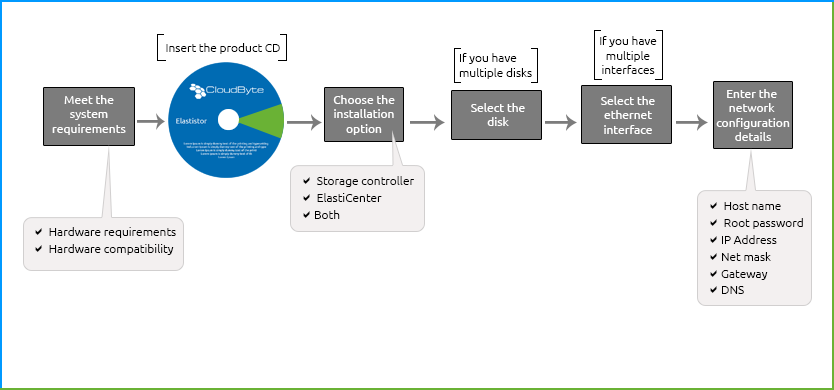 Insert the product CD
If you have
multiple disks
If you have
multiple
interfaces
Meet the
system
requirements
CloudByte
Elastistor
Choose the
installation
option
Select the
disk
Select the
ethernet
interface
Enter the
network
configuration
details
Hardware requirements
Hardware compatibility
Storage controller
ElastiCenter
Both
Host name
Root password
IP Address
Net mask
Gateway
DNS